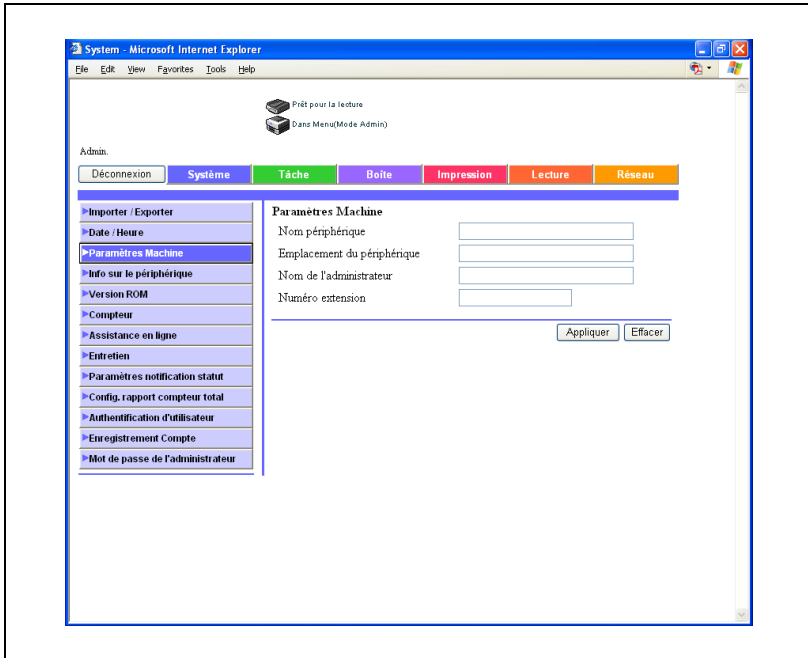 System - Microsoft Internet Explorer
File Edit View Favorites Tools Help
Prêt pour la lecture
Dans Menu(Mode Admin)
Admin.
Déconnexion Système Tâche Boîte Impression Lecture Réseau
Importer / Exporter
Date / Heure
Paramètres Machine
Info sur le périphérique
Version ROM
Compteur
Assistance en ligne
Entretien
Paramètres notification statut
Config. rapport compteur total
Authentification d'utilisateur
Enregistrement Compte
Mot de passe de l'administrateur
Paramètres Machine
Nom périphérique
Emplacement du périphérique
Nom de l'administrateur
Numéro extension
Appliquer Effacer